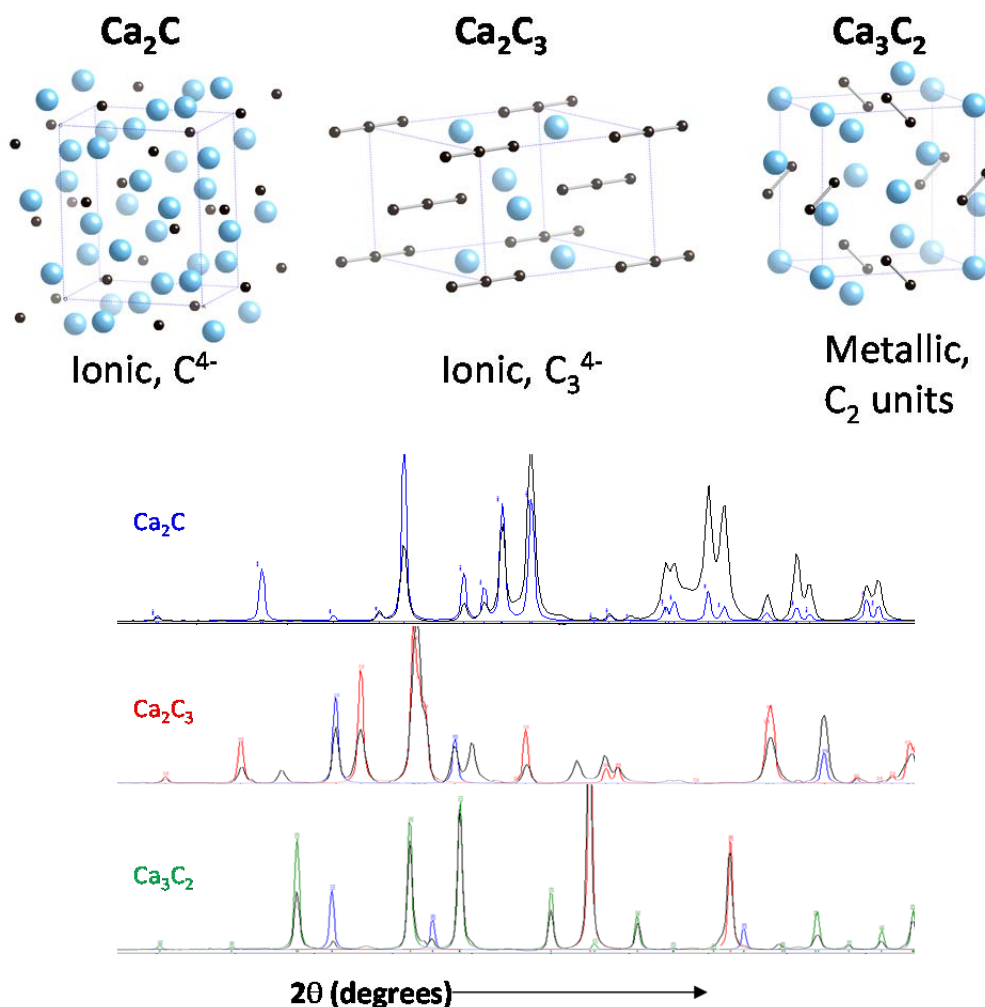 Ca₂C
Ca₂C₃
Ca₃C₂
Ionic, C⁴⁻
Ionic, C₃⁴⁻
Metallic,
C₂ units
Ca₂C
Ca₂C₃
Ca₃C₂
2θ (degrees)